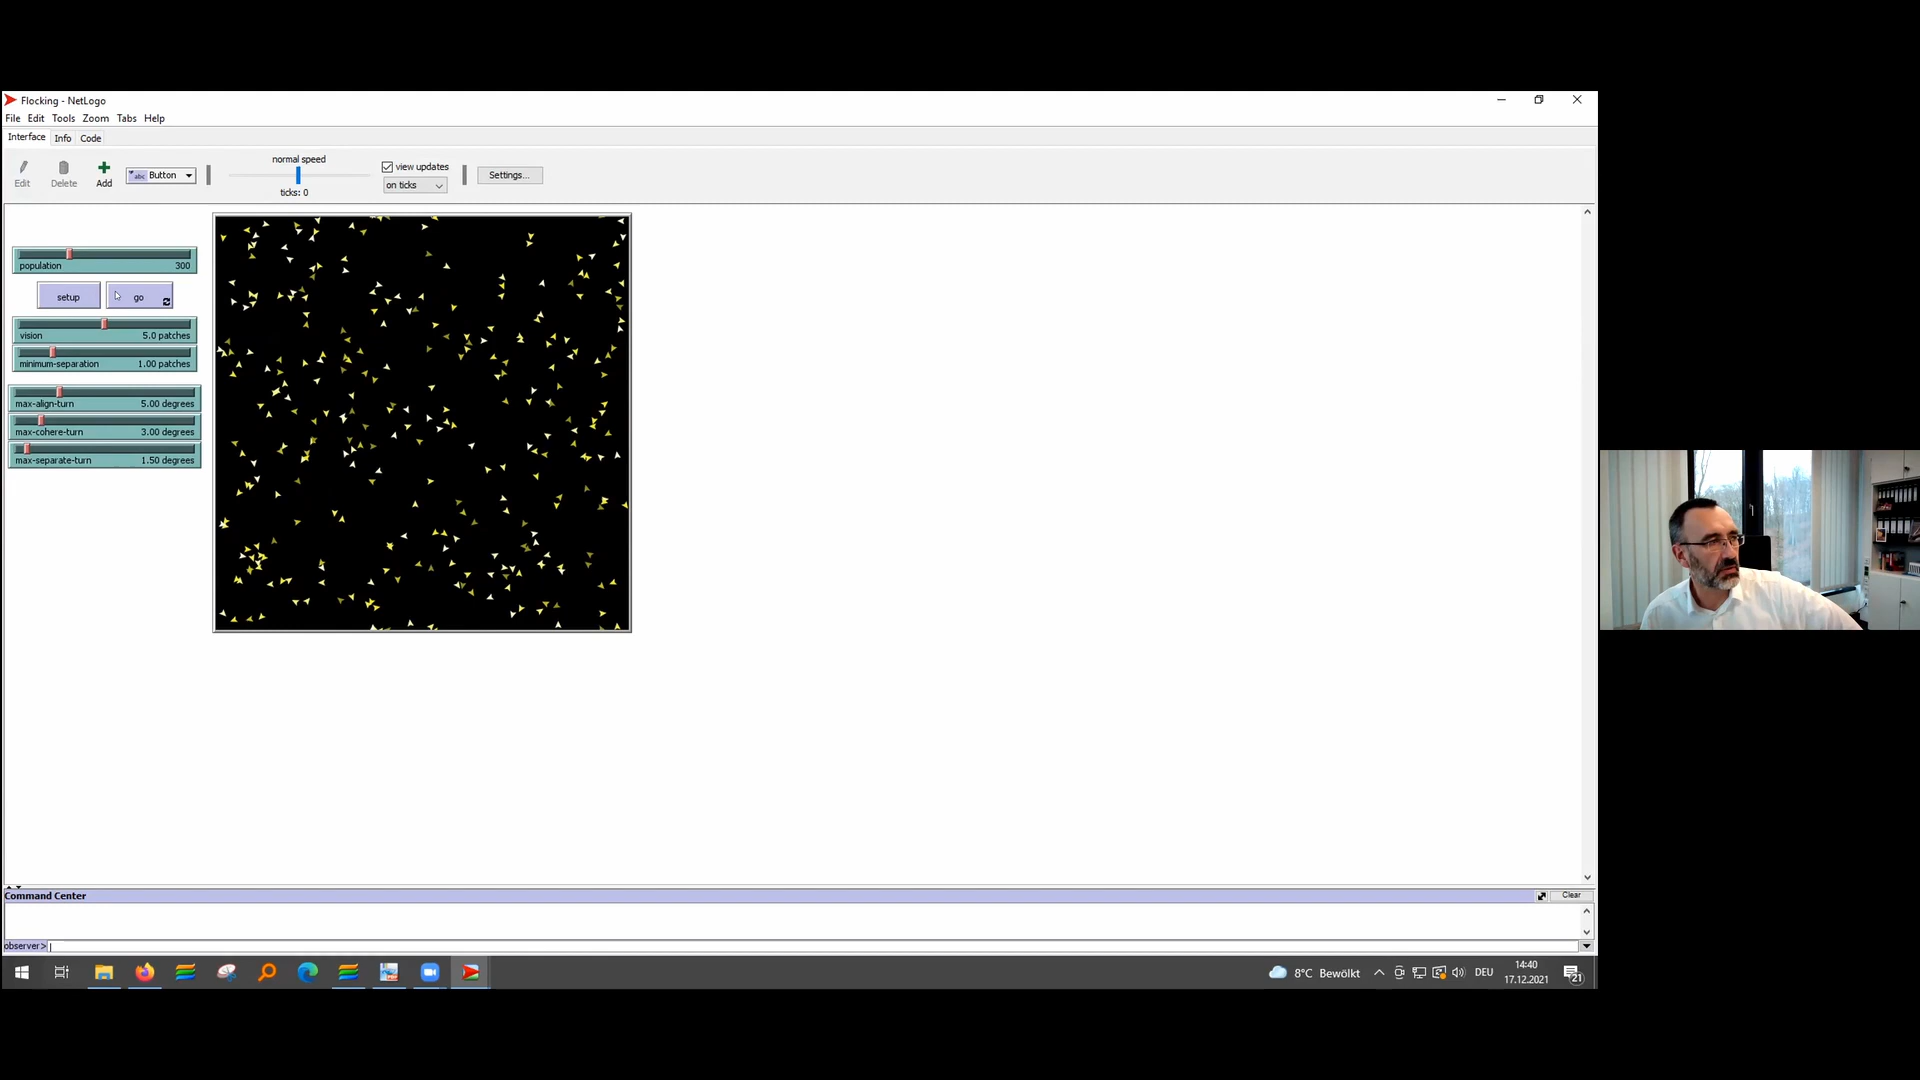 Flocking - NetLogo
File Edit Tools Zoom Tabs Help
Interface Info Code
normal speed
view updates
Edit Delete Add abc Button
on ticks
Settings...
ticks: 0
population 300
setup go
vision 5.0 patches
minimum-separation 1.00 patches
max-align-turn 5.00 degrees
max-cohere-turn 3.00 degrees
max-separate-turn 1.50 degrees
Command Center Clear
observer>
8°C Bewölkt DEU
14:40
17.12.2021
21